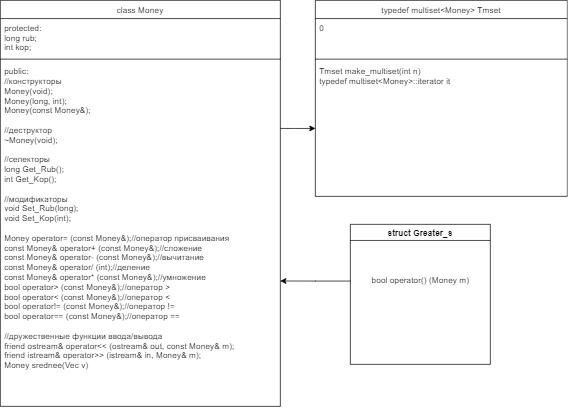 class Money
protected:
long rub;
int kop;
public:
//конструкторы
Money(void);
Money(long, int);
Money(const Money&);
//деструктор
~Money(void);
//селекторы
long Get_Rub();
int Get_Kop();
//модификаторы
void Set_Rub(long);
void Set_Kop(int);
Money operator= (const Money&);//оператор присваивания
const Money& operator+ (const Money&);//сложение
const Money& operator- (const Money&);//вычитание
const Money& operator/ (int);//деление
const Money& operator* (const Money&);//умножение
bool operator> (const Money&);//оператор >
bool operator< (const Money&);//оператор <
bool operator!= (const Money&);//оператор !=
bool operator== (const Money&);//оператор ==
//дружественные функции ввода/вывода
friend ostream& operator<< (ostream& out, const Money& m);
friend istream& operator>> (istream& in, Money& m);
Money srednee(Vec v)
typedef multiset<Money> Tmset
0
Tmset make_multiset(int n)
typedef multiset<Money>::iterator it
struct Greater_s
bool operator() (Money m)